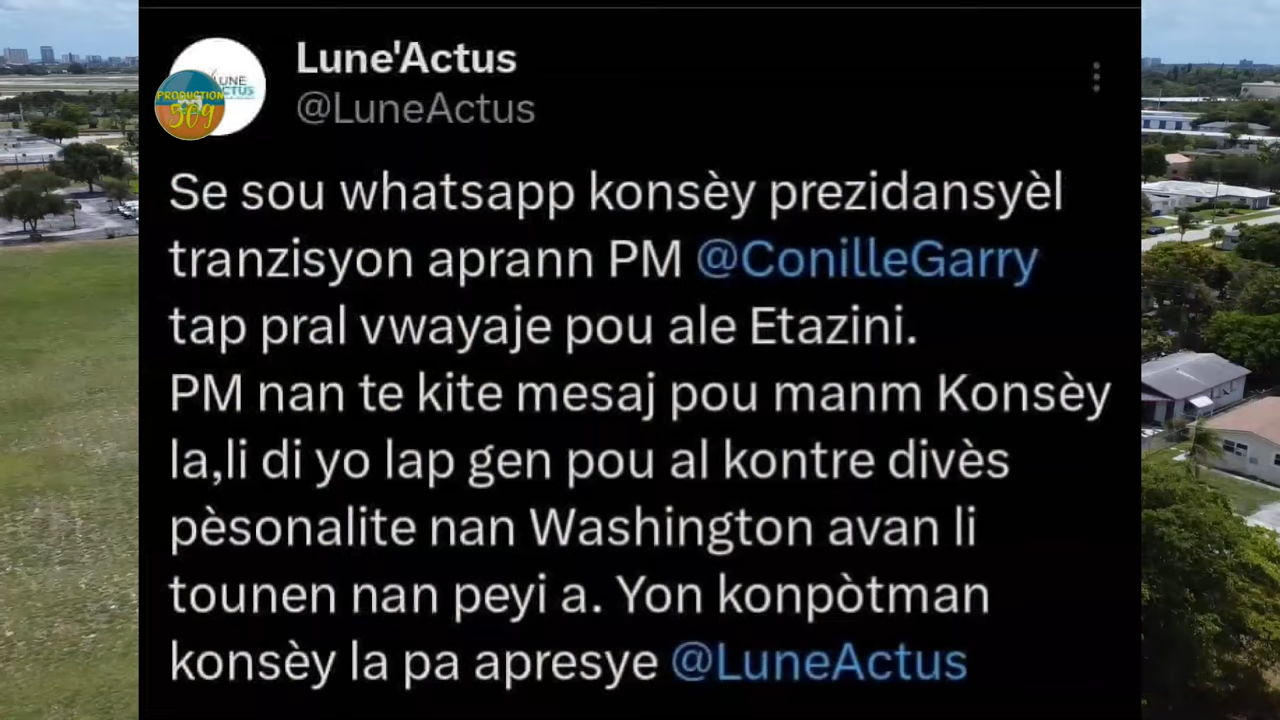 Lune'Actus
@LuneActus
LUNE
CTUS
PRODUCTION
509
Se sou whatsapp konsèy prezidansyèl
tranzisyon aprann PM @ConilleGarry
tap pral vwayaje pou ale Etazini.
PM nan te kite mesaj pou manm Konsèy
la,li di yo lap gen pou al kontre divès
pèsonalite nan Washington avan li
tounen nan peyi a. Yon konpòtman
konsèy la pa apresye @LuneActus